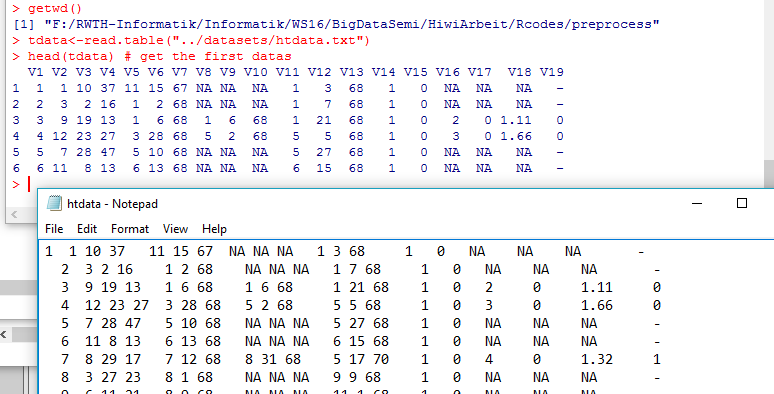 > getwd()
[1] "F:/RWTH-Informatik/Informatik/WS16/BigDataSemi/HiwiArbeit/Rcodes/preprocess"
> tdata<-read.table("../datasets/htdata.txt")
> head(tdata) # get the first datas
V1 V2 V3 V4 V5 V6 V7 V8 V9 V10 V11 V12 V13 V14 V15 V16 V17 V18 V19
1 1 1 10 37 11 15 67 NA NA NA 1 3 68 1 0 NA NA NA -
2 2 3 2 16 1 2 68 NA NA NA 1 7 68 1 0 NA NA NA -
3 3 9 19 13 1 6 68 1 6 68 1 21 68 1 0 2 0 1.11 0
4 4 12 23 27 3 28 68 5 2 68 5 5 68 1 0 3 0 1.66 0
5 5 7 28 47 5 10 68 NA NA NA 5 27 68 1 0 NA NA NA -
6 6 11 8 13 6 13 68 NA NA NA 6 15 68 1 0 NA NA NA -
>
htdata - Notepad
File Edit Format View Help
1 1 10 37 11 15 67 NA NA NA 1 3 68 1 0 NA NA NA -
2 3 2 16 1 2 68 NA NA NA 1 7 68 1 0 NA NA NA -
3 9 19 13 1 6 68 1 6 68 1 21 68 1 0 2 0 1.11 0
4 12 23 27 3 28 68 5 2 68 5 5 68 1 0 3 0 1.66 0
5 7 28 47 5 10 68 NA NA NA 5 27 68 1 0 NA NA NA -
6 11 8 13 6 13 68 NA NA NA 6 15 68 1 0 NA NA NA -
7 8 29 17 7 12 68 8 31 68 5 17 70 1 0 4 0 1.32 1
8 3 27 23 8 1 68 NA NA NA 9 9 68 1 0 NA NA NA -